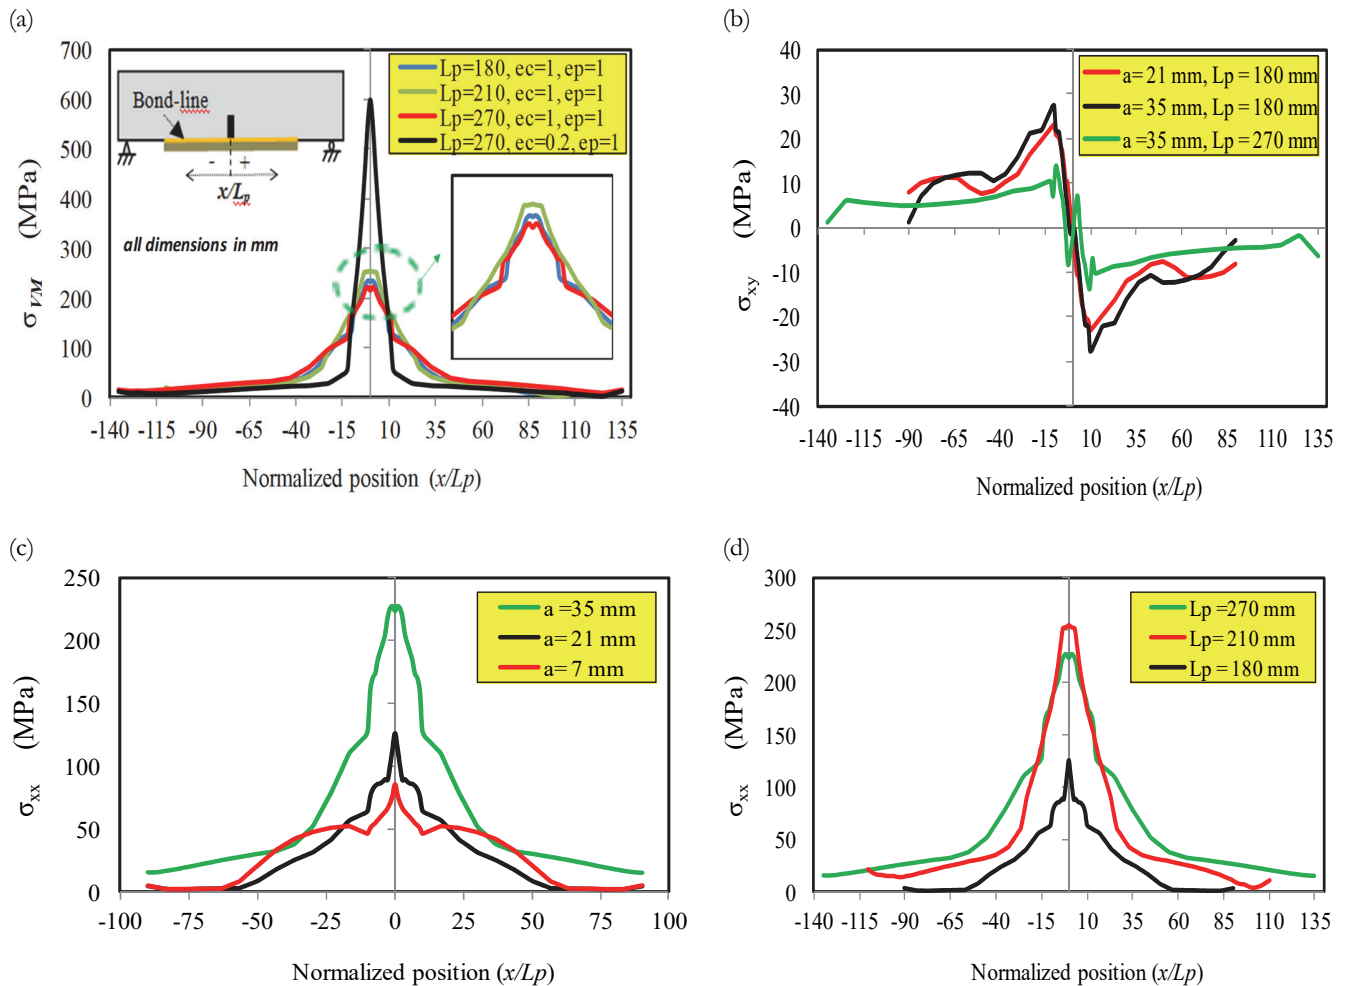 (a)
700
600
500
400
300
200
100
0
σVM (MPa)
Lp=180, ec=1, ep=1
Lp=210, ec=1, ep=1
Lp=270, ec=1, ep=1
Lp=270, ec=0.2, ep=1
Bond-line
- +
x/Lp
all dimensions in mm
-140 -115 -90 -65 -40 -15 10 35 60 85 110 135
Normalized position (x/Lp)
(b)
40
30
20
10
0
-10
-20
-30
-40
σxy (MPa)
a= 21 mm, Lp = 180 mm
a= 35 mm, Lp = 180 mm
a = 35 mm, Lp = 270 mm
-140 -115 -90 -65 -40 -15 10 35 60 85 110 135
Normalized position (x/Lp)
(c)
250
200
150
100
50
0
σxx (MPa)
a =35 mm
a= 21 mm
a= 7 mm
-100 -75 -50 -25 0 25 50 75 100
Normalized position (x/Lp)
(d)
300
250
200
150
100
50
0
σxx (MPa)
Lp =270 mm
Lp= 210 mm
Lp = 180 mm
-140 -115 -90 -65 -40 -15 10 35 60 85 110 135
Normalized position (x/Lp)